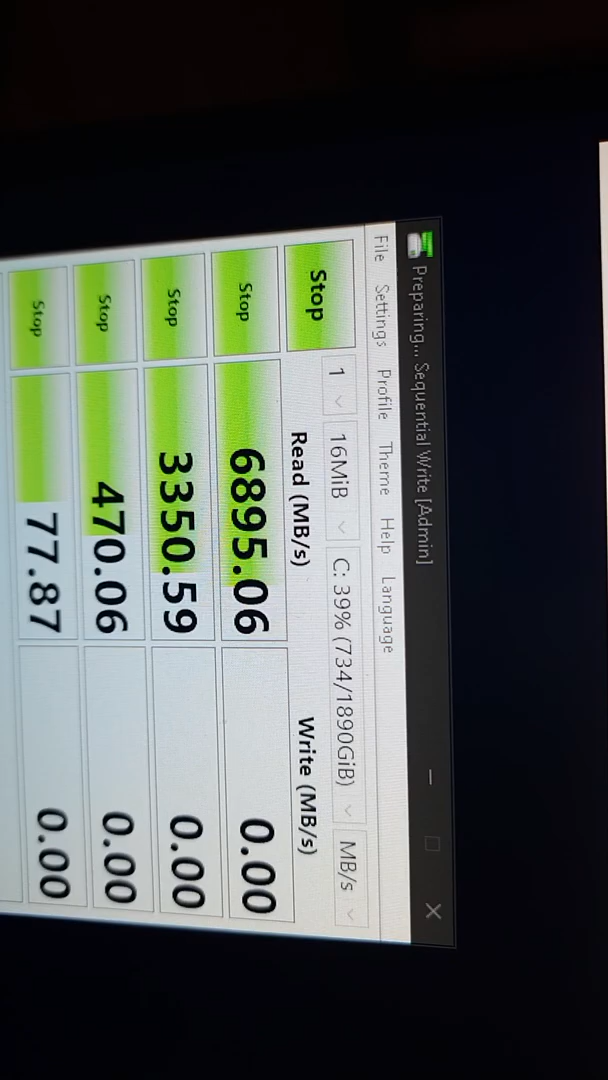 Preparing... Sequential Write [Admin]
File Settings Profile Theme Help Language
Stop 1 16MiB C: 39% (734/1890GiB) MB/s
Read (MB/s) Write (MB/s)
Stop 6895.06 0.00
Stop 3350.59 0.00
Stop 470.06 0.00
Stop 77.87 0.00